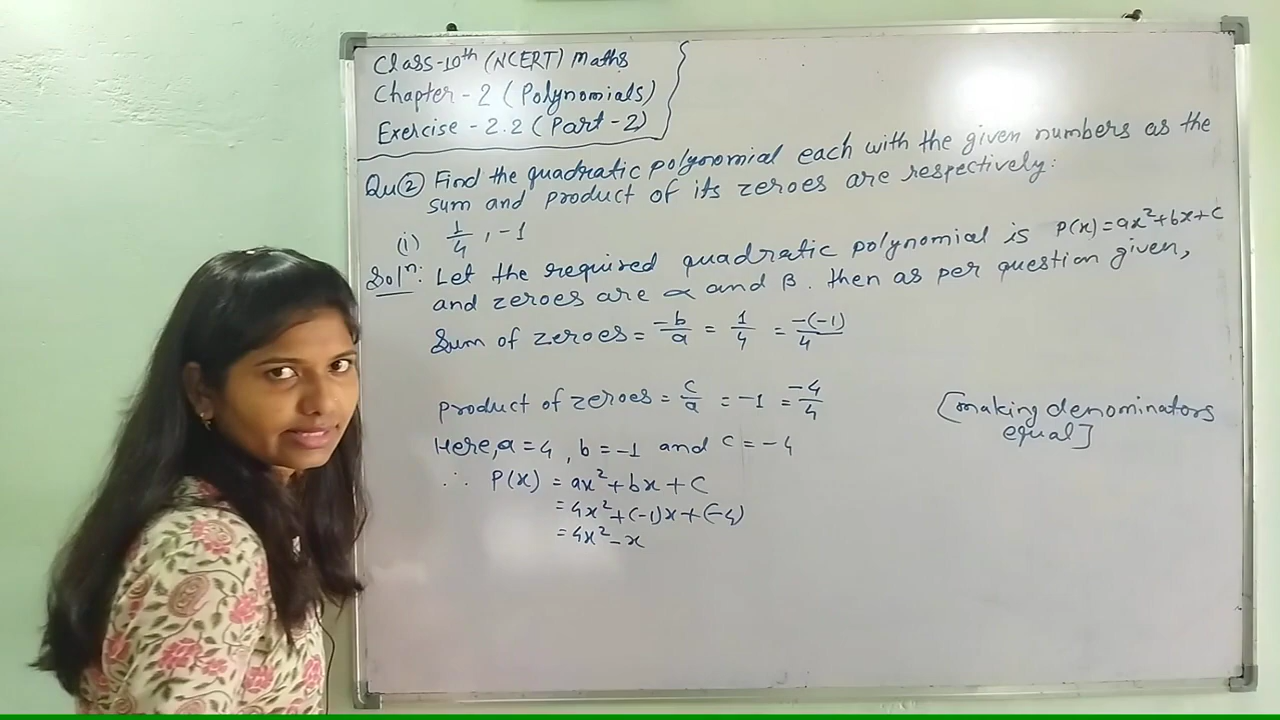 Class-10th (NCERT) Maths
Chapter - 2 (Polynomials)
Exercise - 2.2 (Part-2)
Qu② Find the quadratic polynomial each with the given numbers as the
sum and product of its zeroes are respectively:
(i) 1/4, -1
Solⁿ: Let the required quadratic polynomial is P(x)=ax²+bx+c
and zeroes are α and β. then as per question given,
Sum of zeroes = -b/a = 1/4 = -(-1)/4
product of zeroes = c/a = -1 = -4/4 [making denominators
equal]
Here, a=4, b=-1 and c=-4
∴ P(x) = ax²+bx+c
= 4x²+(-1)x+(-4)
= 4x²-x